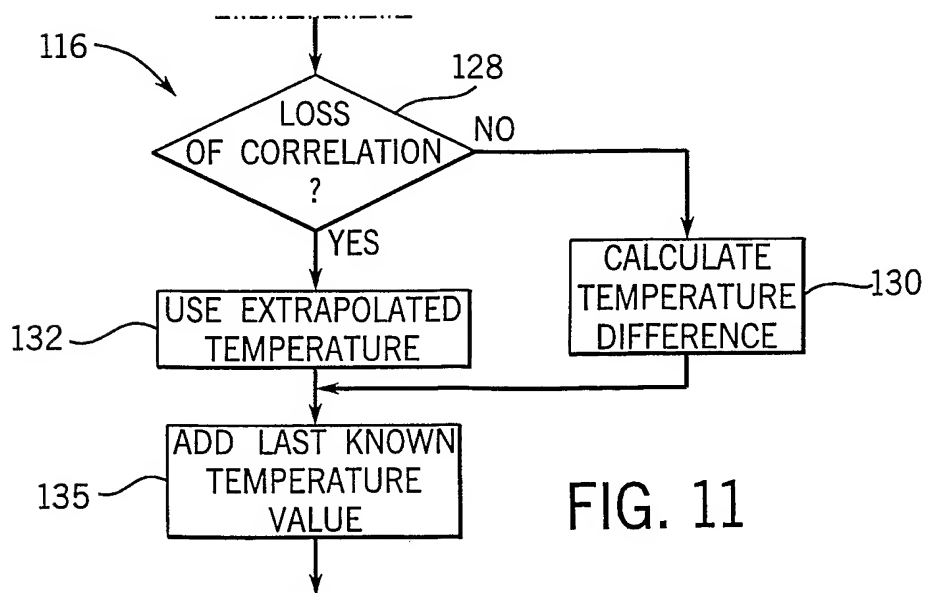 116
128
LOSS
OF CORRELATION
?
NO
YES
CALCULATE
TEMPERATURE
DIFFERENCE
130
USE EXTRAPOLATED
TEMPERATURE
132
ADD LAST KNOWN
TEMPERATURE
VALUE
135
FIG. 11